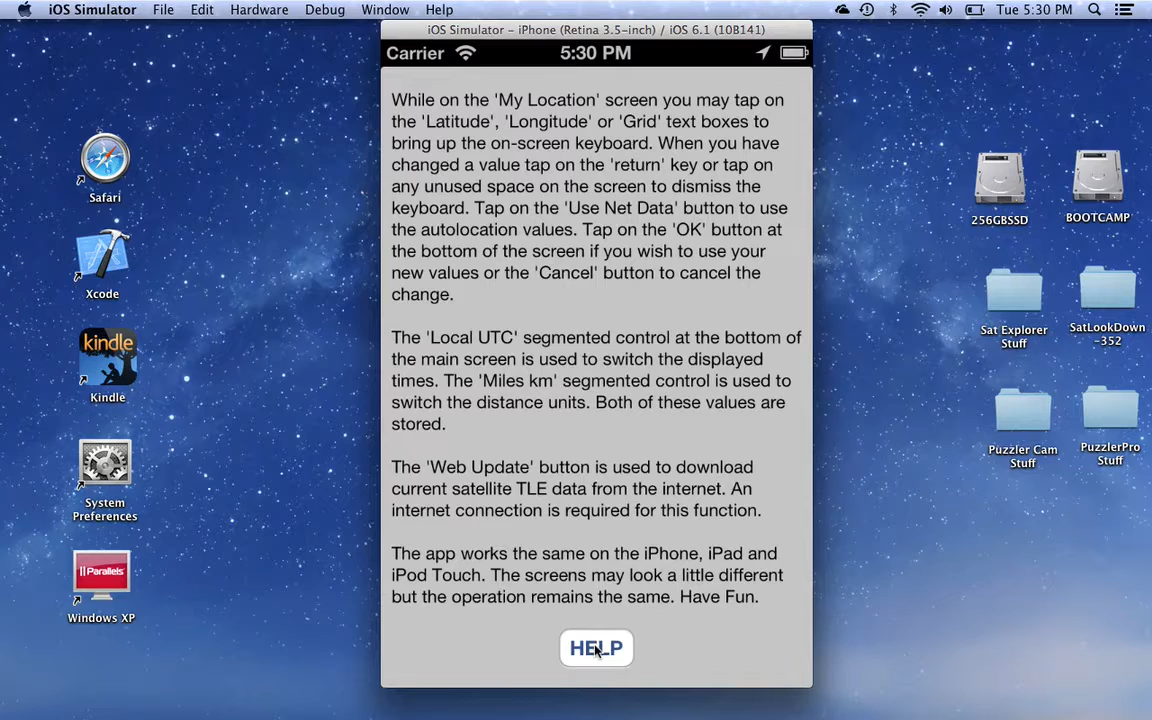 iOS Simulator File Edit Hardware Debug Window Help Tue 5:30 PM
iOS Simulator - iPhone (Retina 3.5-inch) / iOS 6.1 (10B141)
Carrier 5:30 PM
While on the 'My Location' screen you may tap on
the 'Latitude', 'Longitude' or 'Grid' text boxes to
bring up the on-screen keyboard. When you have
changed a value tap on the 'return' key or tap on
any unused space on the screen to dismiss the
keyboard. Tap on the 'Use Net Data' button to use
the autolocation values. Tap on the 'OK' button at
the bottom of the screen if you wish to use your
new values or the 'Cancel' button to cancel the
change.
The 'Local UTC' segmented control at the bottom of
the main screen is used to switch the displayed
times. The 'Miles km' segmented control is used to
switch the distance units. Both of these values are
stored.
The 'Web Update' button is used to download
current satellite TLE data from the internet. An
internet connection is required for this function.
The app works the same on the iPhone, iPad and
iPod Touch. The screens may look a little different
but the operation remains the same. Have Fun.
HELP
Safari
Xcode
kindle
Kindle
System
Preferences
Parallels
Windows XP
256GBSSD
BOOTCAMP
Sat Explorer
Stuff
SatLookDown
-352
Puzzler Cam
Stuff
PuzzlerPro
Stuff